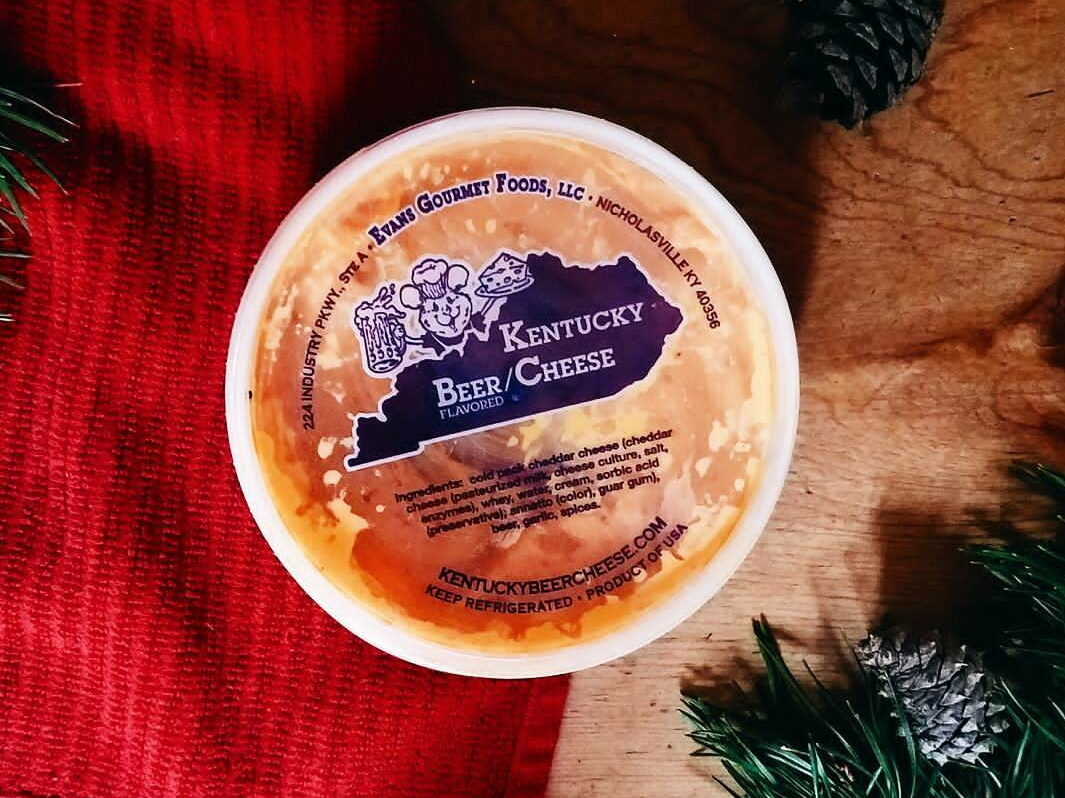 224 INDUSTRY PKWY., STE A • EVANS GOURMET FOODS, LLC • NICHOLASVILLE KY 40356
KENTUCKY
BEER/CHEESE
FLAVORED
Ingredients: cold pack cheddar cheese (cheddar
cheese (pasteurized milk, cheese culture, salt,
enzymes), whey, water, cream, sorbic acid
(preservative); annatto (color), guar gum),
beer, garlic, spices.
KENTUCKYBEERCHEESE.COM
KEEP REFRIGERATED • PRODUCT OF USA